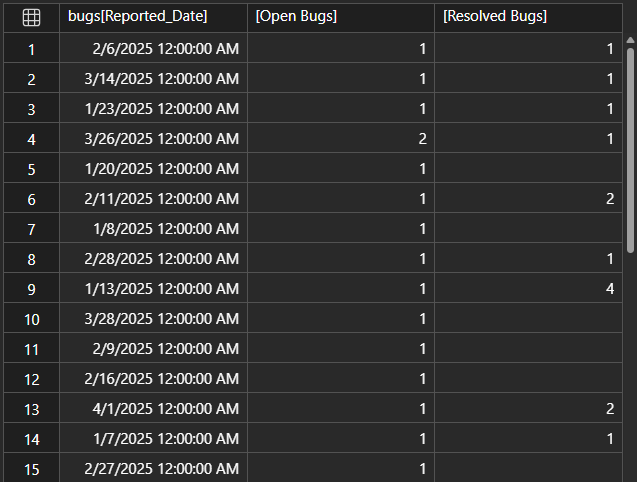 bugs[Reported_Date] [Open Bugs] [Resolved Bugs]
1 2/6/2025 12:00:00 AM 1 1
2 3/14/2025 12:00:00 AM 1 1
3 1/23/2025 12:00:00 AM 1 1
4 3/26/2025 12:00:00 AM 2 1
5 1/20/2025 12:00:00 AM 1
6 2/11/2025 12:00:00 AM 1 2
7 1/8/2025 12:00:00 AM 1
8 2/28/2025 12:00:00 AM 1 1
9 1/13/2025 12:00:00 AM 1 4
10 3/28/2025 12:00:00 AM 1
11 2/9/2025 12:00:00 AM 1
12 2/16/2025 12:00:00 AM 1
13 4/1/2025 12:00:00 AM 1 2
14 1/7/2025 12:00:00 AM 1 1
15 2/27/2025 12:00:00 AM 1